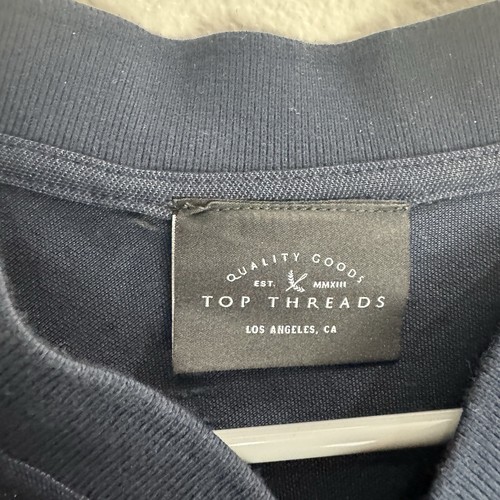 QUALITY GOODS
EST. MMXIII
TOP THREADS
LOS ANGELES, CA